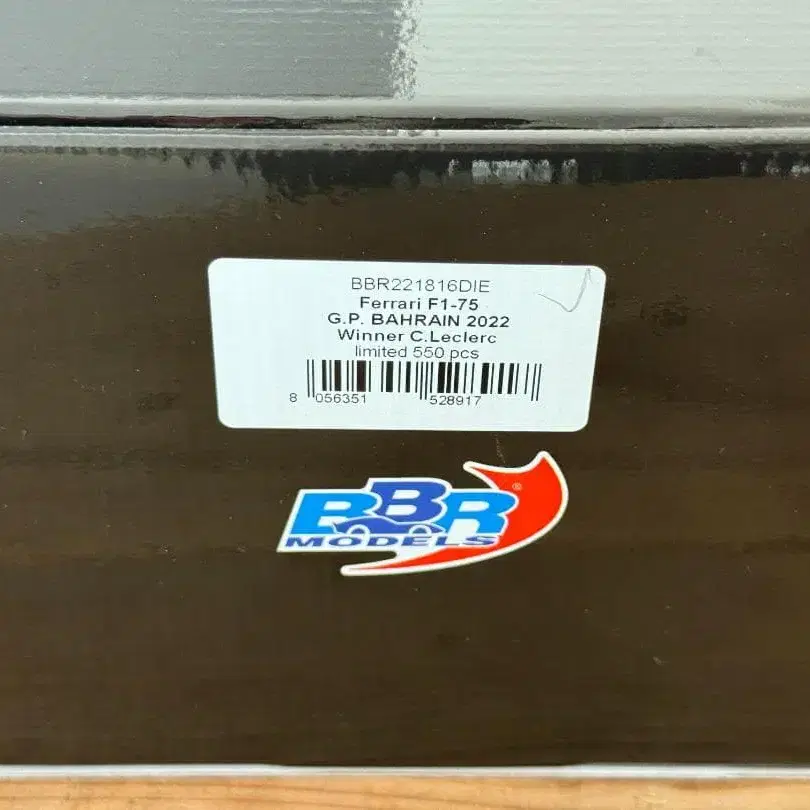 BBR221816DIE
Ferrari F1-75
G.P. BAHRAIN 2022
Winner C.Leclerc
limited 550 pcs
8 056351 528917
BBR®
MODELS